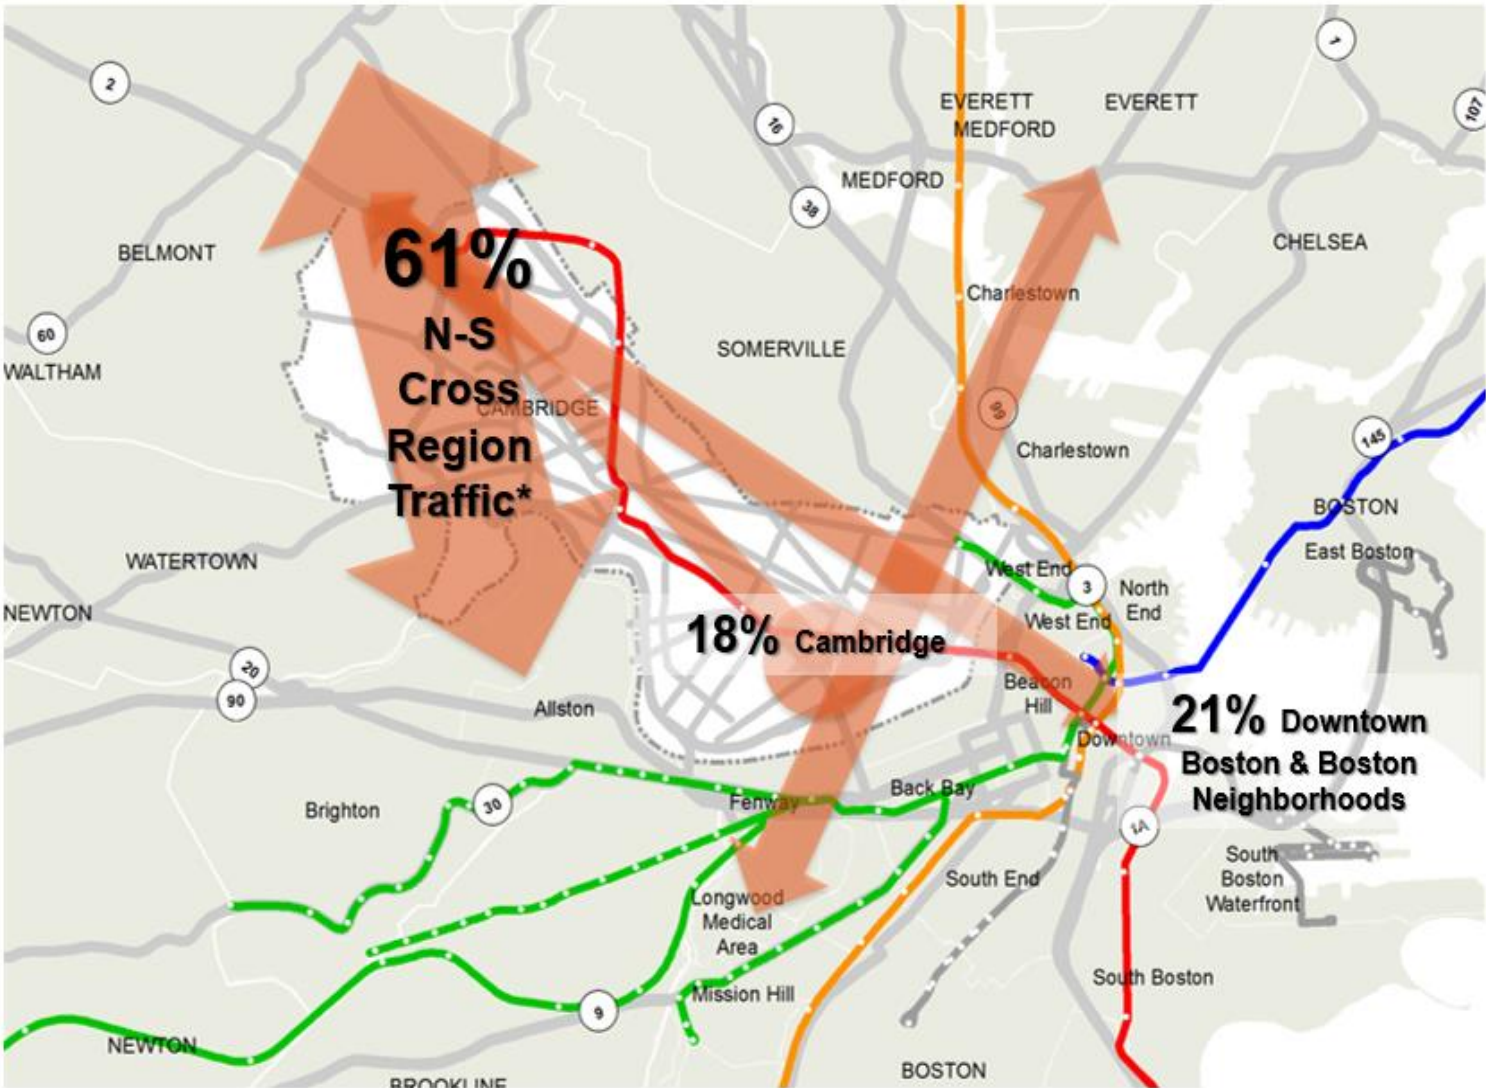 1
2
107
EVERETT
EVERETT
MEDFORD
16
MEDFORD
38
CHELSEA
BELMONT
61%
N-S
Cross
Region
Traffic*
CAMBRIDGE
Charlestown
60
WALTHAM
SOMERVILLE
99
Charlestown
145
BOSTON
East Boston
WATERTOWN
West End
3
North
End
West End
NEWTON
18% Cambridge
20
90
Beacon
Hill
Allston
Downtown
21% Downtown
Boston & Boston
Neighborhoods
Brighton
30
Fenway
Back Bay
1A
South
Boston
Waterfront
South End
Longwood
Medical
Area
Mission Hill
South Boston
9
NEWTON
BOSTON
BROOKLINE